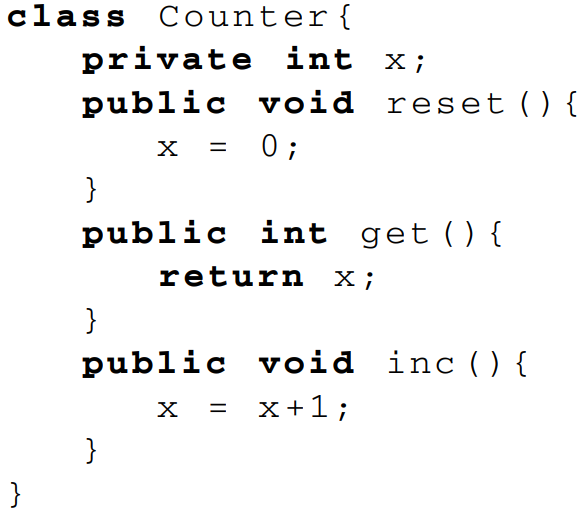 class Counter{
    private int x;
    public void reset(){
        x = 0;
    }
    public int get(){
        return x;
    }
    public void inc(){
        x = x+1;
    }
}